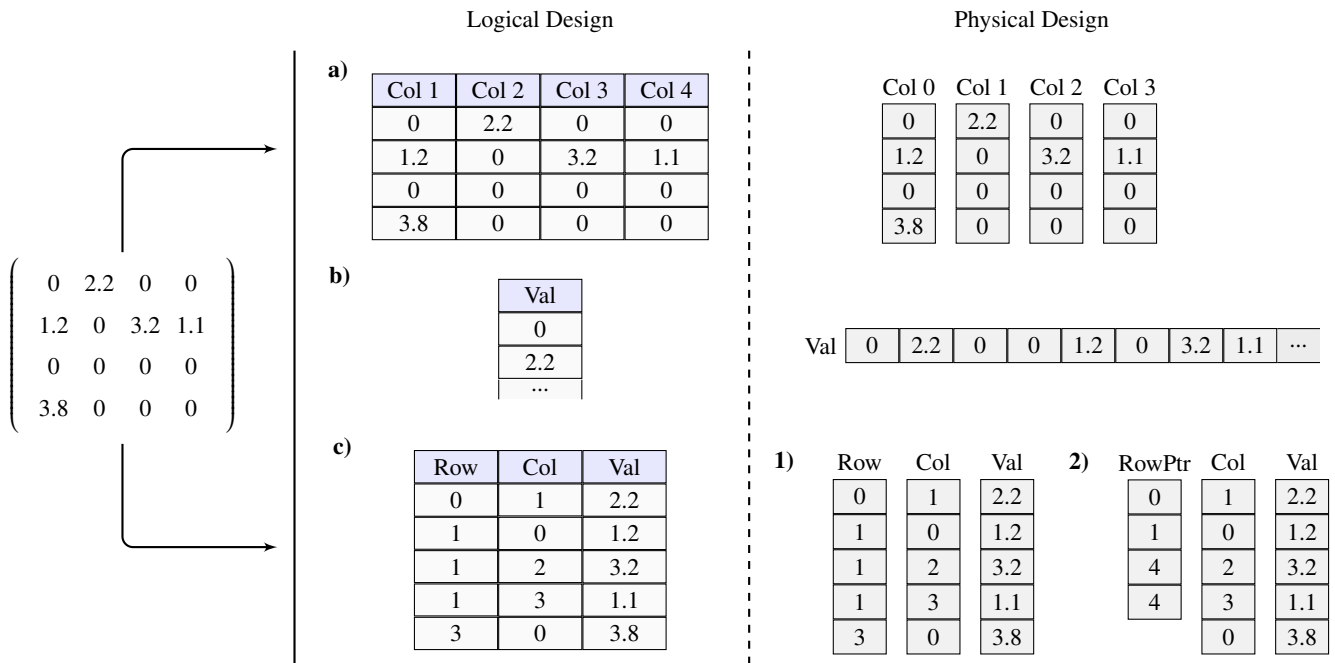 Logical Design
Physical Design
0 2.2 0 0
1.2 0 3.2 1.1
0 0 0 0
3.8 0 0 0
a)
Col 1 Col 2 Col 3 Col 4
0 2.2 0 0
1.2 0 3.2 1.1
0 0 0 0
3.8 0 0 0
Col 0 Col 1 Col 2 Col 3
0 2.2 0 0
1.2 0 3.2 1.1
0 0 0 0
3.8 0 0 0
b)
Val
0
2.2
...
Val 0 2.2 0 0 1.2 0 3.2 1.1 ...
c)
Row Col Val
0 1 2.2
1 0 1.2
1 2 3.2
1 3 1.1
3 0 3.8
1)
Row Col Val
0 1 2.2
1 0 1.2
1 2 3.2
1 3 1.1
3 0 3.8
2)
RowPtr Col Val
0 1 2.2
1 0 1.2
4 2 3.2
4 3 1.1
0 3.8